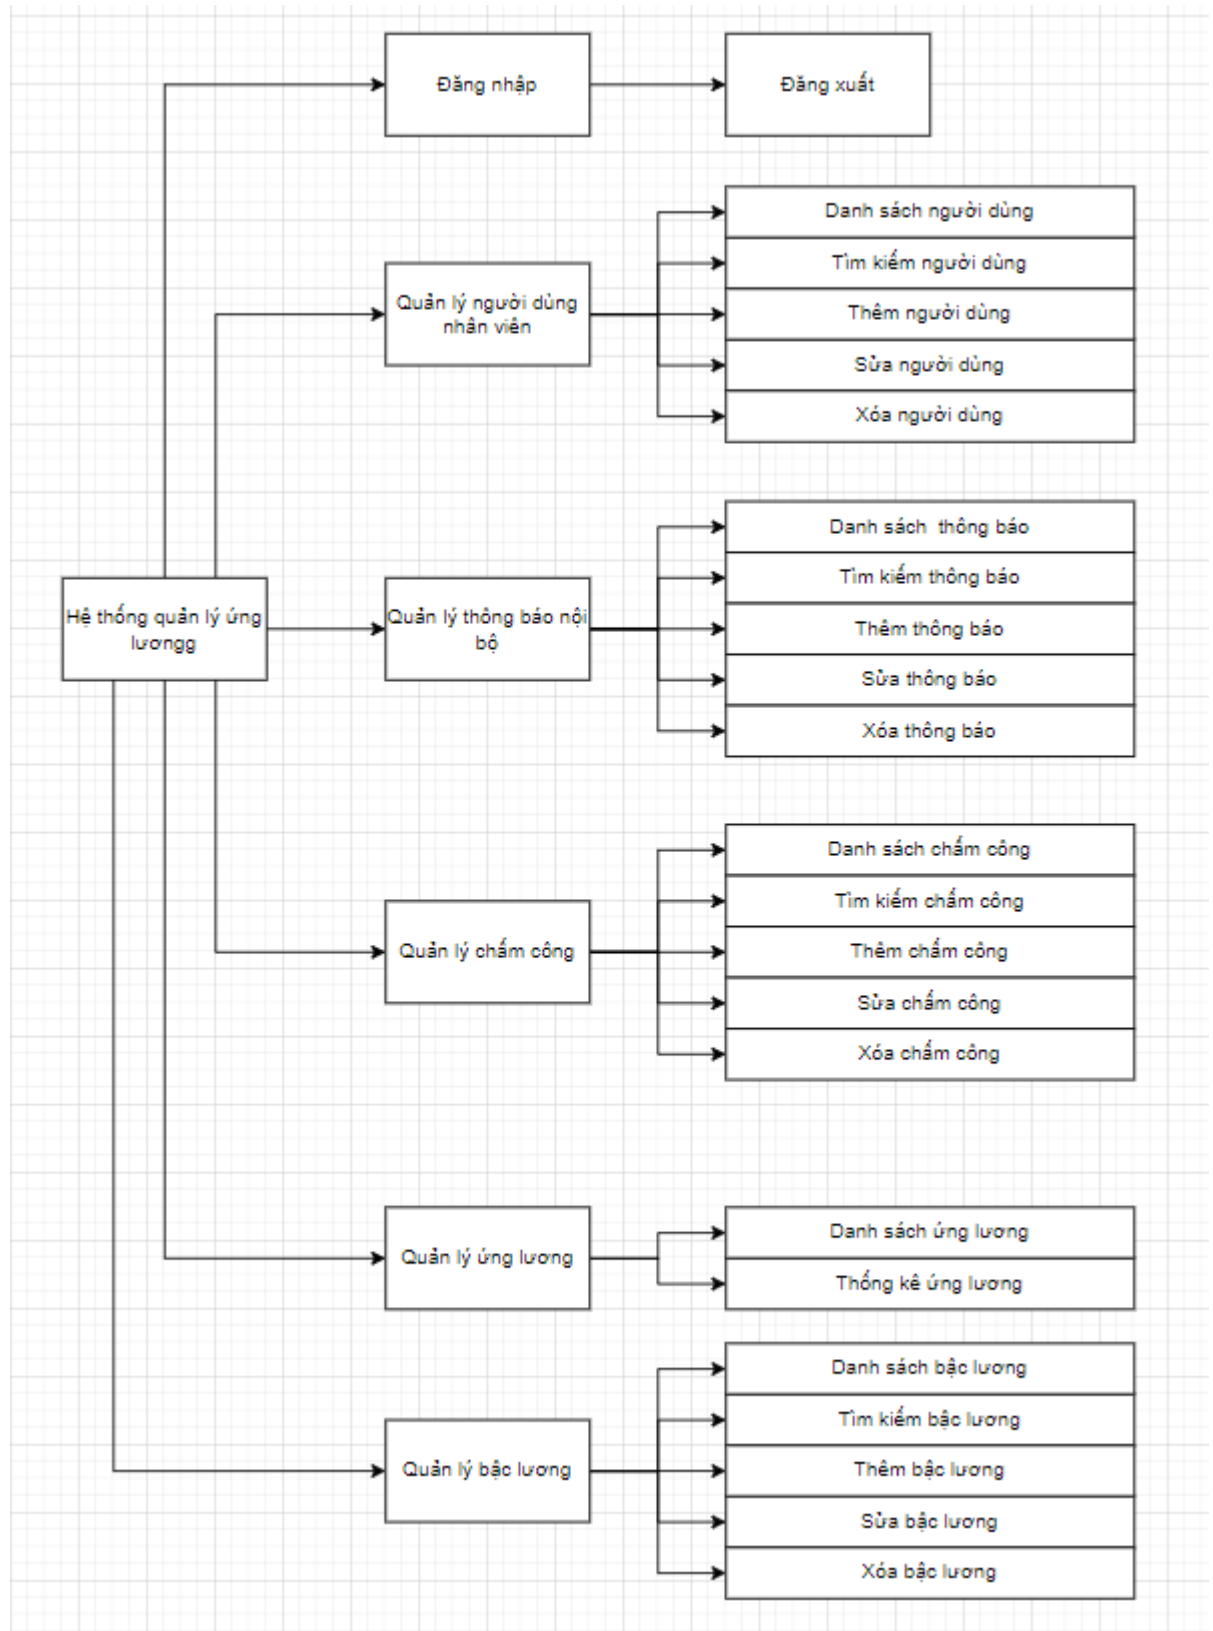 Đăng nhập
Đăng xuất
Danh sách người dùng
Tìm kiếm người dùng
Quản lý người dùng
nhân viên
Thêm người dùng
Sửa người dùng
Xóa người dùng
Danh sách  thông báo
Tìm kiếm thông báo
Hệ thống quản lý ứng
lươngg
Quản lý thông báo nội
bộ
Thêm thông báo
Sửa thông báo
Xóa thông báo
Danh sách chấm công
Tìm kiếm chấm công
Quản lý chấm công
Thêm chấm công
Sửa chấm công
Xóa chấm công
Quản lý ứng lương
Danh sách ứng lương
Thống kê ứng lương
Danh sách bậc lương
Tìm kiếm bậc lương
Quản lý bậc lương
Thêm bậc lương
Sửa bậc lương
Xóa bậc lương